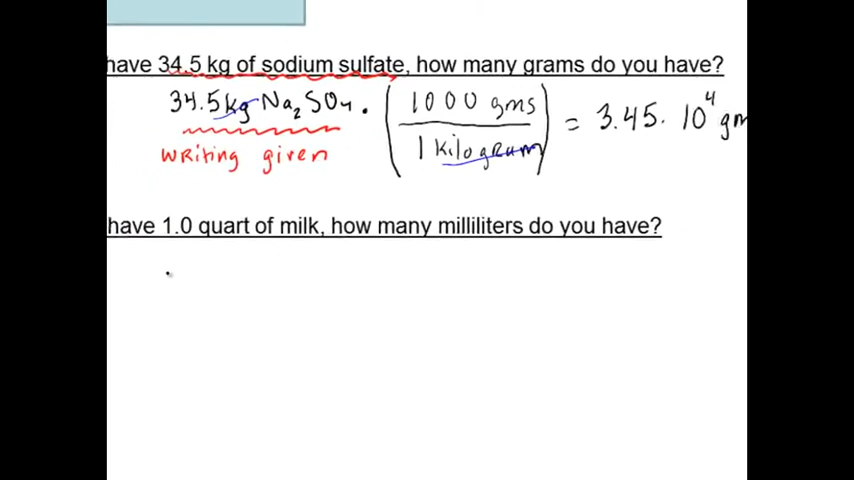 have 34.5 kg of sodium sulfate, how many grams do you have?
34.5 kg Na₂SO₄ · (1000 gms / 1 kilogram) = 3.45 · 10⁴ gm
writing given
have 1.0 quart of milk, how many milliliters do you have?